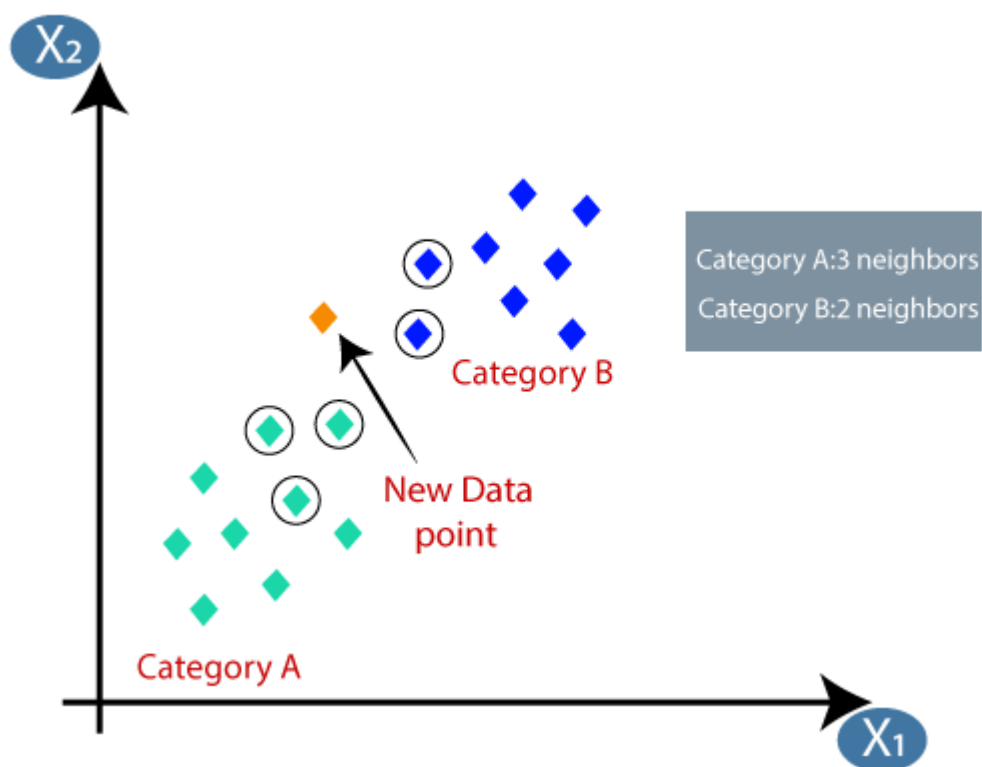 X2
Category A:3 neighbors
Category B:2 neighbors
Category B
New Data
point
Category A
X1